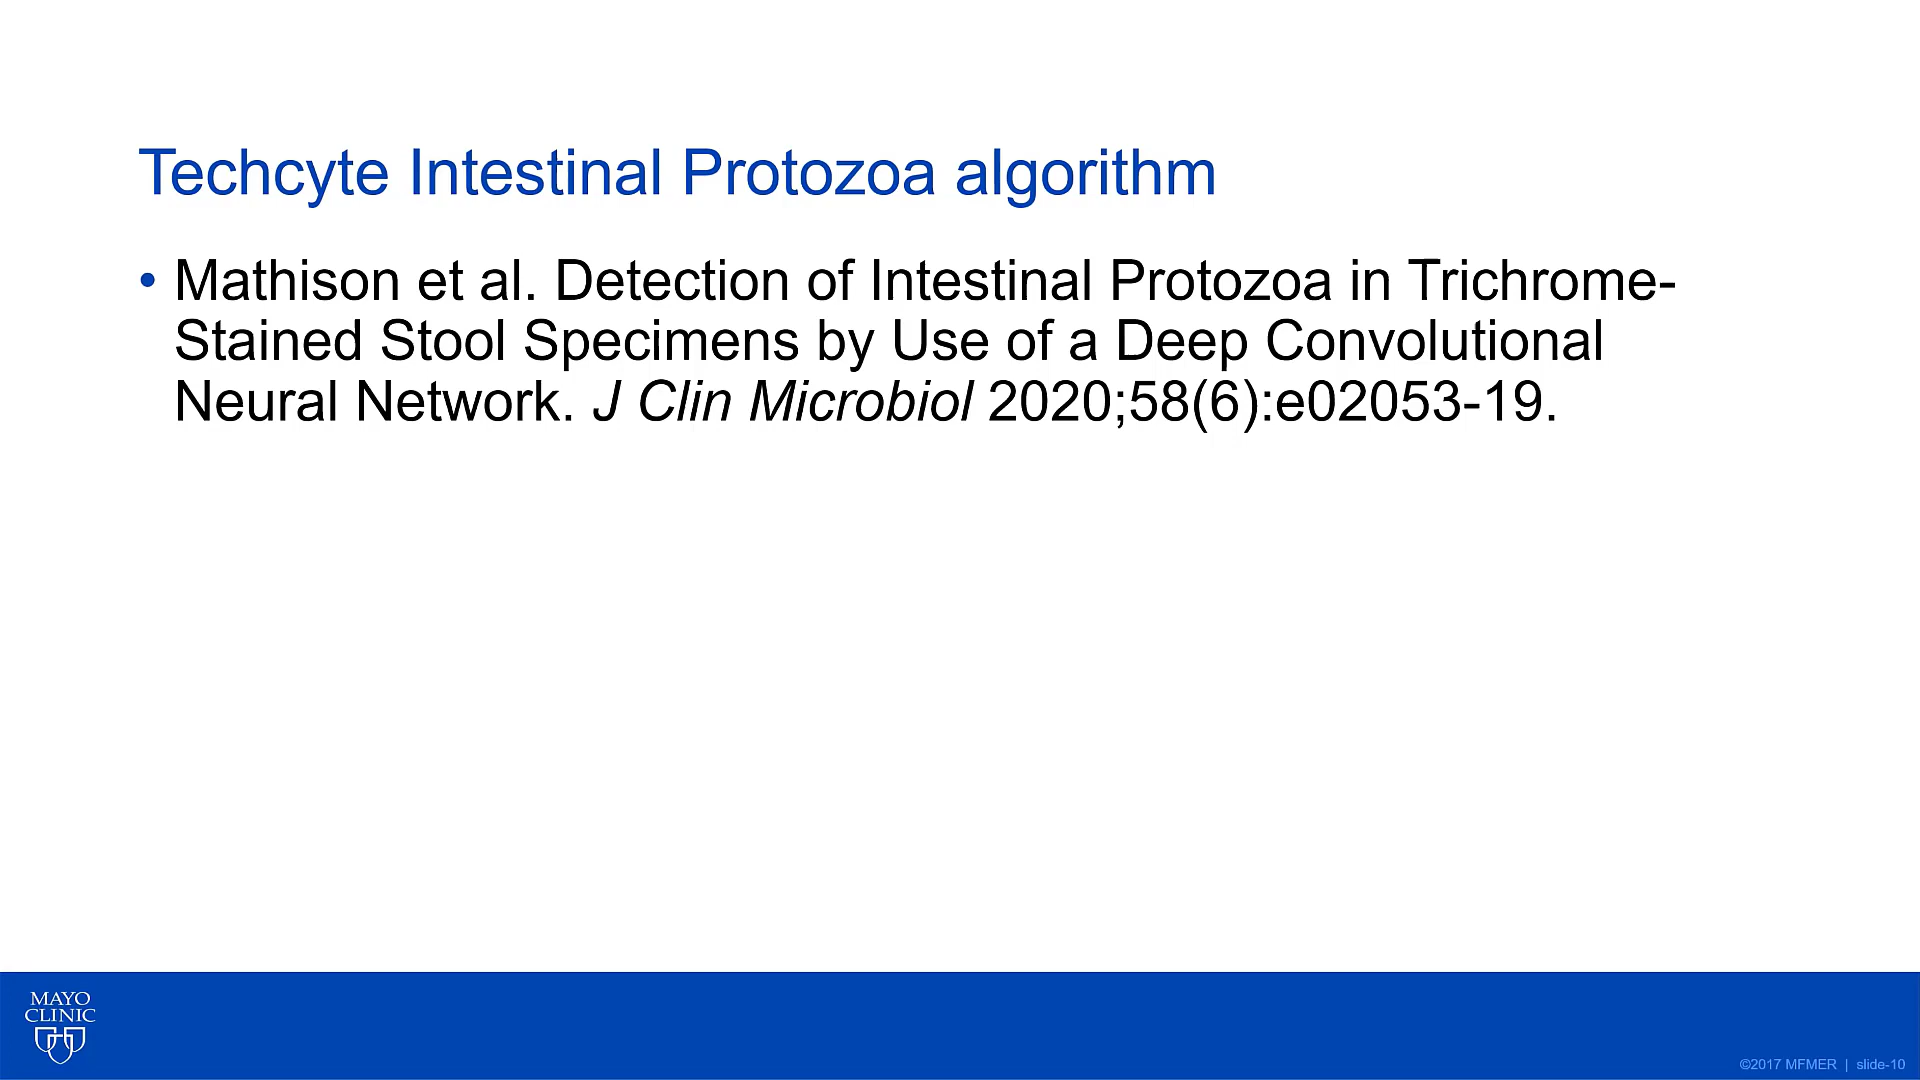 Techcyte Intestinal Protozoa algorithm
• Mathison et al. Detection of Intestinal Protozoa in Trichrome-
Stained Stool Specimens by Use of a Deep Convolutional
Neural Network. J Clin Microbiol 2020;58(6):e02053-19.
MAYO
CLINIC
©2017 MFMER | slide-10